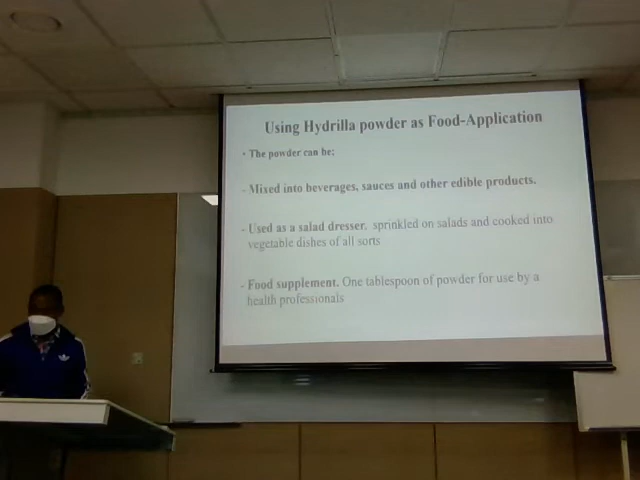 Using Hydrilla powder as Food-Application
• The powder can be:
- Mixed into beverages, sauces and other edible products.
- Used as a salad dresser. sprinkled on salads and cooked into
vegetable dishes of all sorts
- Food supplement. One tablespoon of powder for use by a
health professionals